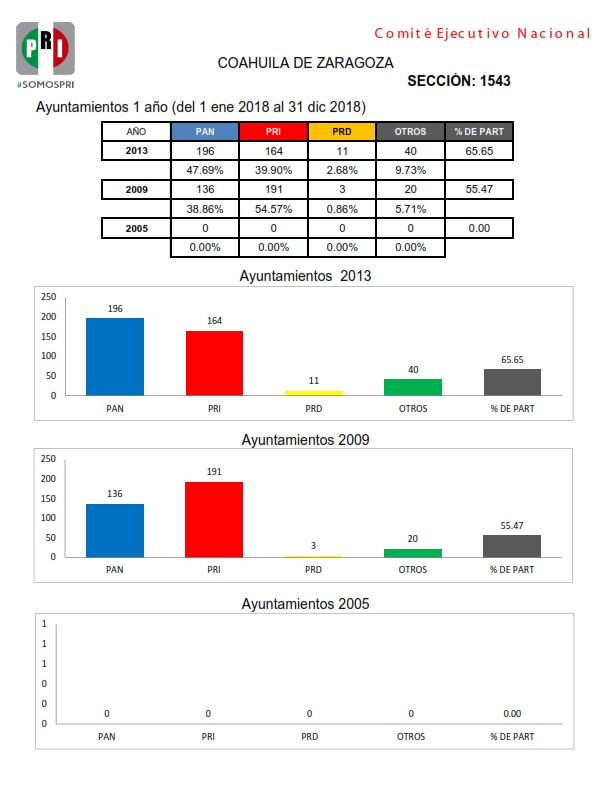 Comité Ejecutivo Nacional
PRI
#SOMOSPRI
COAHUILA DE ZARAGOZA
SECCIÓN: 1543
Ayuntamientos 1 año (del 1 ene 2018 al 31 dic 2018)
AÑO PAN PRI PRD OTROS % DE PART
2013 196 164 11 40 65.65
47.69% 39.90% 2.68% 9.73%
2009 136 191 3 20 55.47
38.86% 54.57% 0.86% 5.71%
2005 0 0 0 0 0.00
0.00% 0.00% 0.00% 0.00%
Ayuntamientos 2013
250
200
150
100
50
0
196 164 11 40 65.65
PAN PRI PRD OTROS % DE PART
Ayuntamientos 2009
250
200
150
100
50
0
136 191 3 20 55.47
PAN PRI PRD OTROS % DE PART
Ayuntamientos 2005
1
1
1
0
0
0
0 0 0 0 0.00
PAN PRI PRD OTROS % DE PART